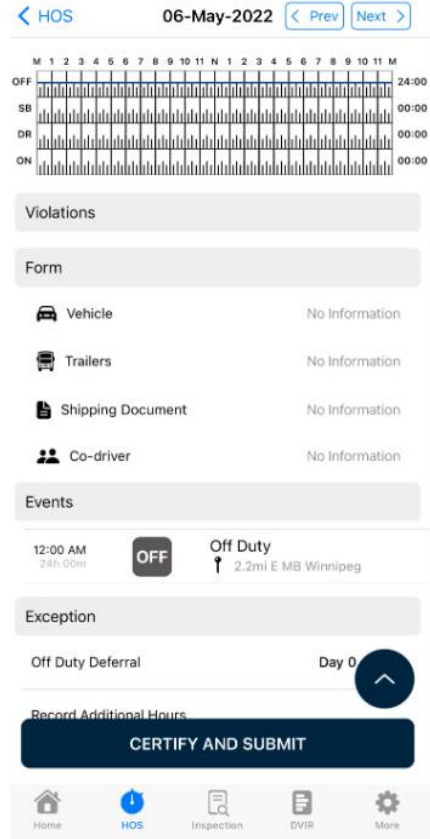 HOS 06-May-2022 Prev Next
M 1 2 3 4 5 6 7 8 9 10 11 N 1 2 3 4 5 6 7 8 9 10 11 M
OFF 24:00
SB 00:00
DR 00:00
ON 00:00
Violations
Form
Vehicle No Information
Trailers No Information
Shipping Document No Information
Co-driver No Information
Events
12:00 AM OFF Off Duty
24h 00m 2.2mi E MB Winnipeg
Exception
Off Duty Deferral Day 0
Record Additional Hours
CERTIFY AND SUBMIT
Home HOS Inspection DVIR More